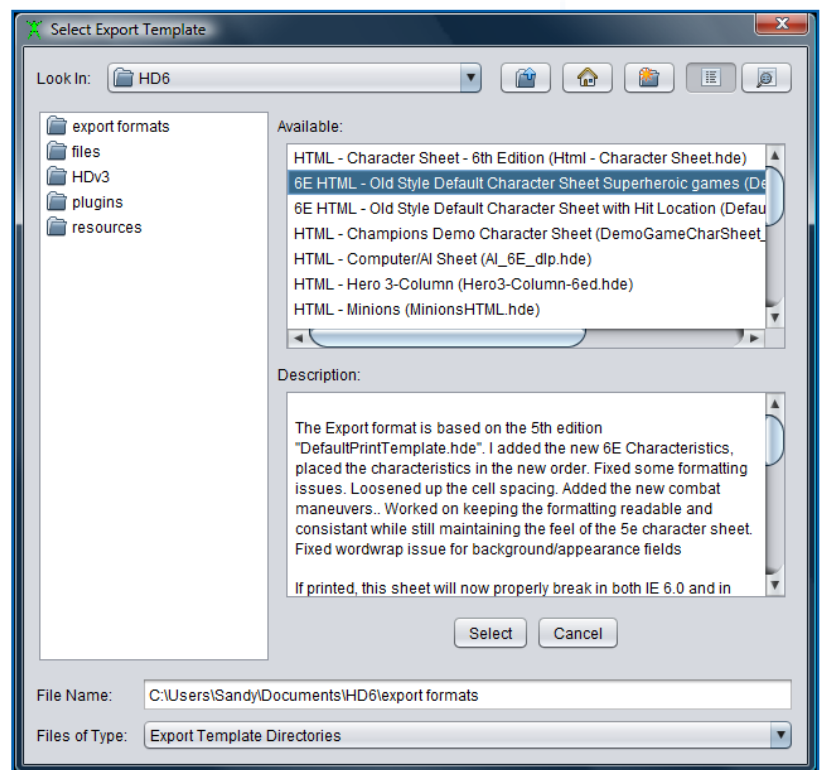 Select Export Template
Look In: HD6
export formats
files
HDv3
plugins
resources
Available:
HTML - Character Sheet - 6th Edition (Html - Character Sheet.hde)
6E HTML - Old Style Default Character Sheet Superheroic games (De
6E HTML - Old Style Default Character Sheet with Hit Location (Defau
HTML - Champions Demo Character Sheet (DemoGameCharSheet_
HTML - Computer/AI Sheet (AI_6E_dlp.hde)
HTML - Hero 3-Column (Hero3-Column-6ed.hde)
HTML - Minions (MinionsHTML.hde)
Description:
The Export format is based on the 5th edition
"DefaultPrintTemplate.hde". I added the new 6E Characteristics,
placed the characteristics in the new order. Fixed some formatting
issues. Loosened up the cell spacing. Added the new combat
maneuvers.. Worked on keeping the formatting readable and
consistant while still maintaining the feel of the 5e character sheet.
Fixed wordwrap issue for background/appearance fields
If printed, this sheet will now properly break in both IE 6.0 and in
Select Cancel
File Name: C:\Users\Sandy\Documents\HD6\export formats
Files of Type: Export Template Directories